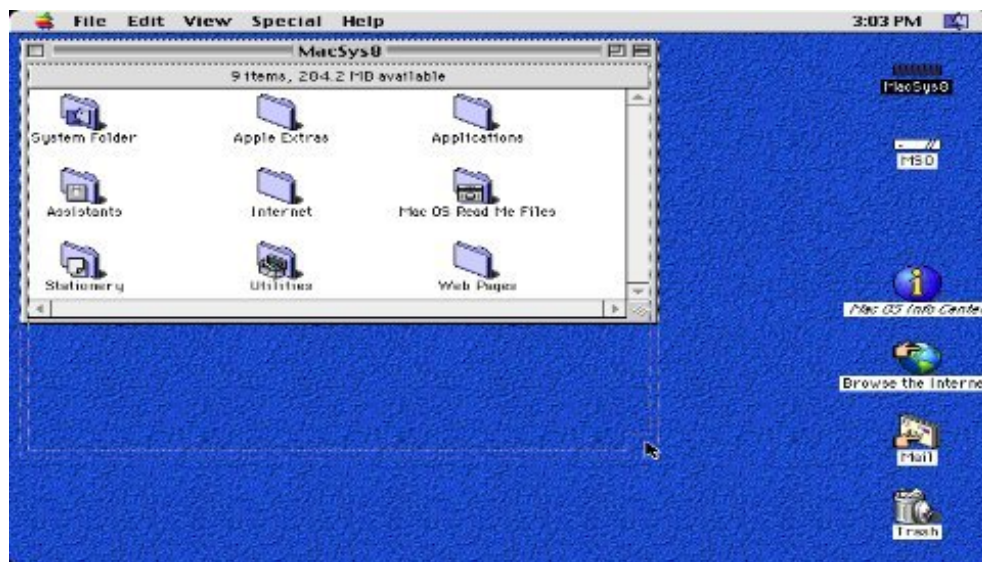 File Edit View Special Help 3:03 PM
MacSys8
9 items, 204.2 MB available
System Folder Apple Extras Applications
Assistants Internet Mac OS Read Me Files
Stationery Utilities Web Pages
MacSys8
MSO
Mac OS Info Cente
Browse the Interne
Mail
Trash